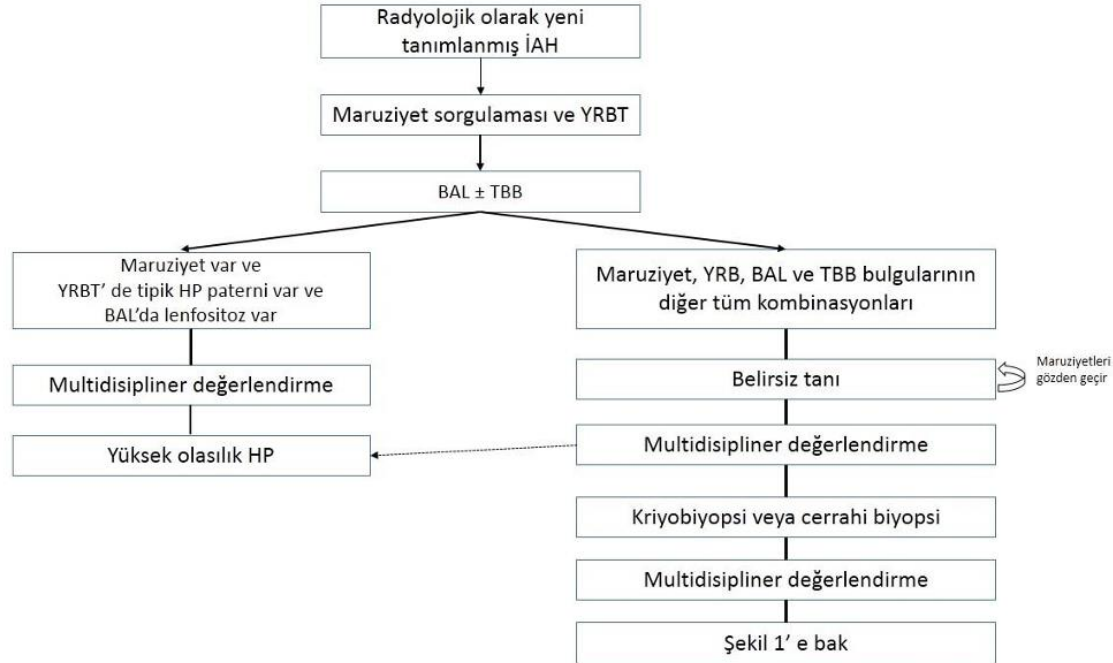 Radyolojik olarak yeni
tanımlanmış İAH
Maruziyet sorgulaması ve YRBT
BAL ± TBB
Maruziyet var ve
YRBT’ de tipik HP paterni var ve
BAL’da lenfositoz var
Multidisipliner değerlendirme
Yüksek olasılık HP
Maruziyet, YRB, BAL ve TBB bulgularının
diğer tüm kombinasyonları
Belirsiz tanı
Maruziyetleri
gözden geçir
Multidisipliner değerlendirme
Kriyobiyopsi veya cerrahi biyopsi
Multidisipliner değerlendirme
Şekil 1’ e bak